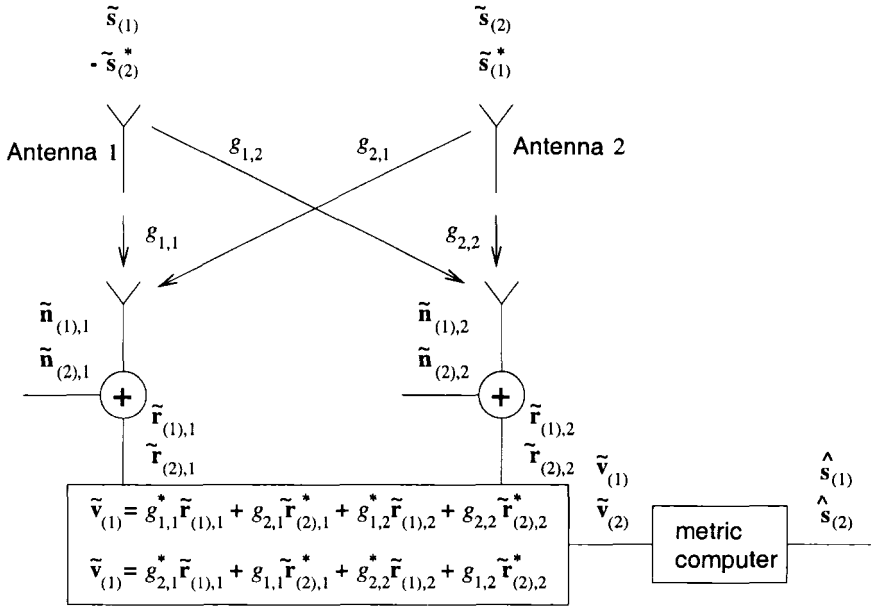 s̃₍₁₎ s̃₍₂₎
- s̃*₍₂₎ s̃*₍₁₎
Antenna 1 g₁,₂ g₂,₁ Antenna 2
g₁,₁ g₂,₂
ñ₍₁₎,₁ ñ₍₁₎,₂
ñ₍₂₎,₁ ñ₍₂₎,₂
+ +
r̃₍₁₎,₁ r̃₍₁₎,₂
r̃₍₂₎,₁ r̃₍₂₎,₂
ṽ₍₁₎ ŝ₍₁₎
ṽ₍₂₎ ŝ₍₂₎
ṽ₍₁₎ = g*₁,₁ r̃₍₁₎,₁ + g₂,₁ r̃*₍₂₎,₁ + g*₁,₂ r̃₍₁₎,₂ + g₂,₂ r̃*₍₂₎,₂
metric
computer
ṽ₍₁₎ = g*₂,₁ r̃₍₁₎,₁ + g₁,₁ r̃*₍₂₎,₁ + g*₂,₂ r̃₍₁₎,₂ + g₁,₂ r̃*₍₂₎,₂